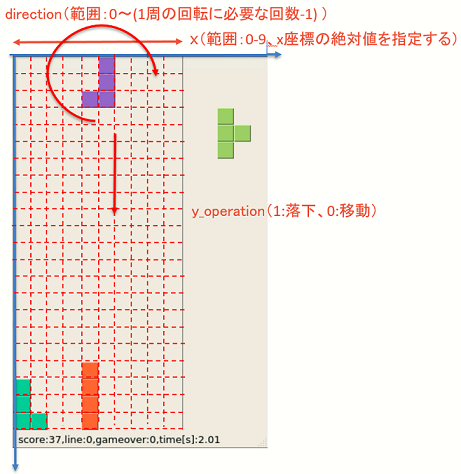 direction（範囲：0～(1周の回転に必要な回数-1) ）
x（範囲：0-9、x座標の絶対値を指定する）
y_operation（1:落下、0:移動）
score:37,line:0,gameover:0,time[s]:2.01